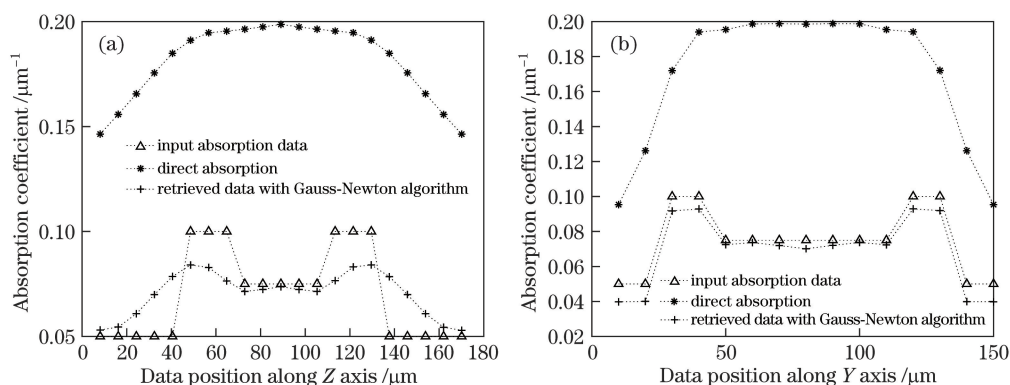 (a)
Absorption coefficient /μm⁻¹
0.20
0.15
0.10
0.05
input absorption data
direct absorption
retrieved data with Gauss-Newton algorithm
0 20 40 60 80 100 120 140 160 180
Data position along Z axis /μm
(b)
Absorption coefficient /μm⁻¹
0.20
0.18
0.16
0.14
0.12
0.10
0.08
0.06
0.04
0.02
input absorption data
direct absorption
retrieved data with Gauss-Newton algorithm
0 50 100 150
Data position along Y axis /μm